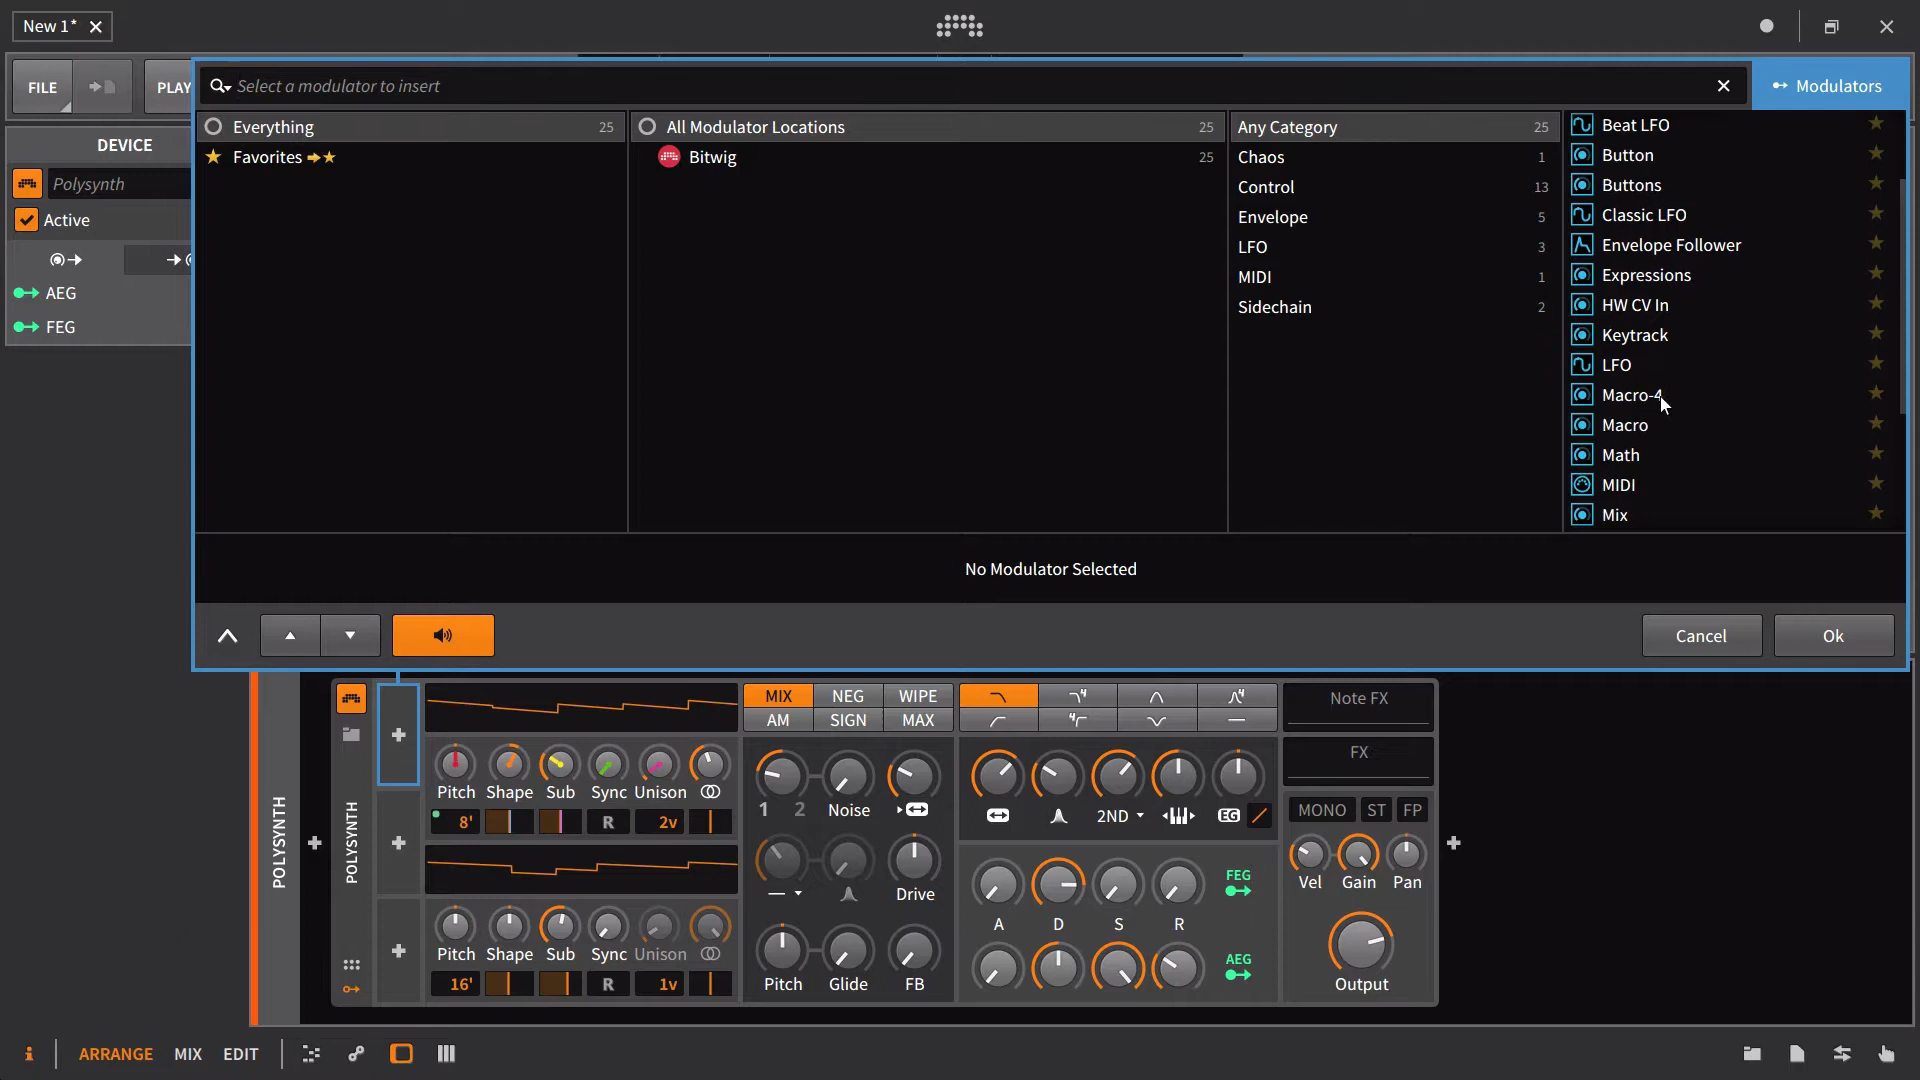 New 1*
FILE
PLAY
Select a modulator to insert
Modulators
DEVICE
Polysynth
Active
AEG
FEG
Everything 25
Favorites
All Modulator Locations 25
Bitwig 25
Any Category 25
Chaos 1
Control 13
Envelope 5
LFO 3
MIDI 1
Sidechain 2
Beat LFO
Button
Buttons
Classic LFO
Envelope Follower
Expressions
HW CV In
Keytrack
LFO
Macro-4
Macro
Math
MIDI
Mix
No Modulator Selected
Cancel
Ok
POLYSYNTH
POLYSYNTH
Pitch Shape Sub Sync Unison
8' R 2v
Pitch Shape Sub Sync Unison
16' R 1v
MIX NEG WIPE
AM SIGN MAX
1 2 Noise
Drive
Pitch Glide FB
4 4
4
2ND EG
A D S R
FEG
AEG
Note FX
FX
MONO ST FP
Vel Gain Pan
Output
i ARRANGE MIX EDIT